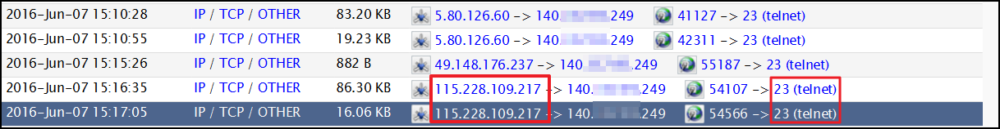 2016-Jun-07 15:10:28 IP / TCP / OTHER 83.20 KB 5.80.126.60 -> 140. .249 41127 -> 23 (telnet)
2016-Jun-07 15:10:55 IP / TCP / OTHER 19.23 KB 5.80.126.60 -> 140. .249 42311 -> 23 (telnet)
2016-Jun-07 15:15:26 IP / TCP / OTHER 882 B 49.148.176.237 -> 140. .249 55187 -> 23 (telnet)
2016-Jun-07 15:16:35 IP / TCP / OTHER 86.30 KB 115.228.109.217 -> 140. .249 54107 -> 23 (telnet)
2016-Jun-07 15:17:05 IP / TCP / OTHER 16.06 KB 115.228.109.217 -> 140. .249 54566 -> 23 (telnet)